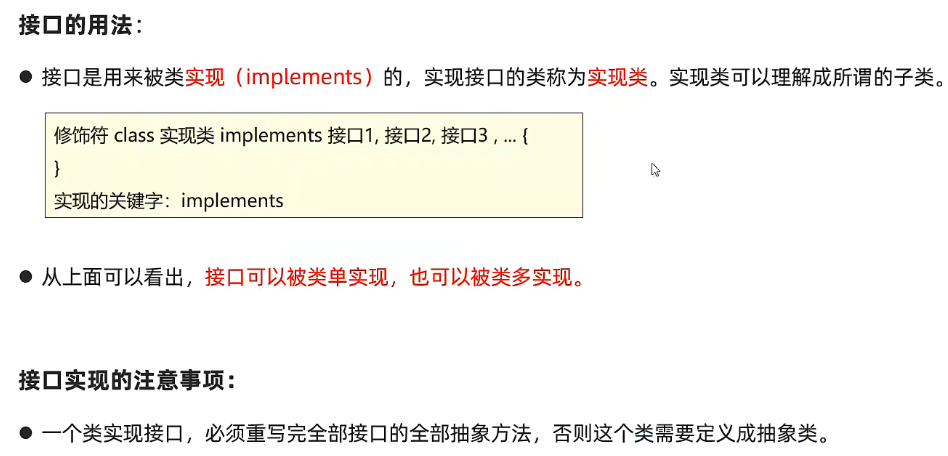 接口的用法：
● 接口是用来被类实现（implements）的，实现接口的类称为实现类。实现类可以理解成所谓的子类。
修饰符 class 实现类 implements 接口1, 接口2, 接口3 , ... {
}
实现的关键字：implements
● 从上面可以看出，接口可以被类单实现，也可以被类多实现。
接口实现的注意事项：
● 一个类实现接口，必须重写完全部接口的全部抽象方法，否则这个类需要定义成抽象类。